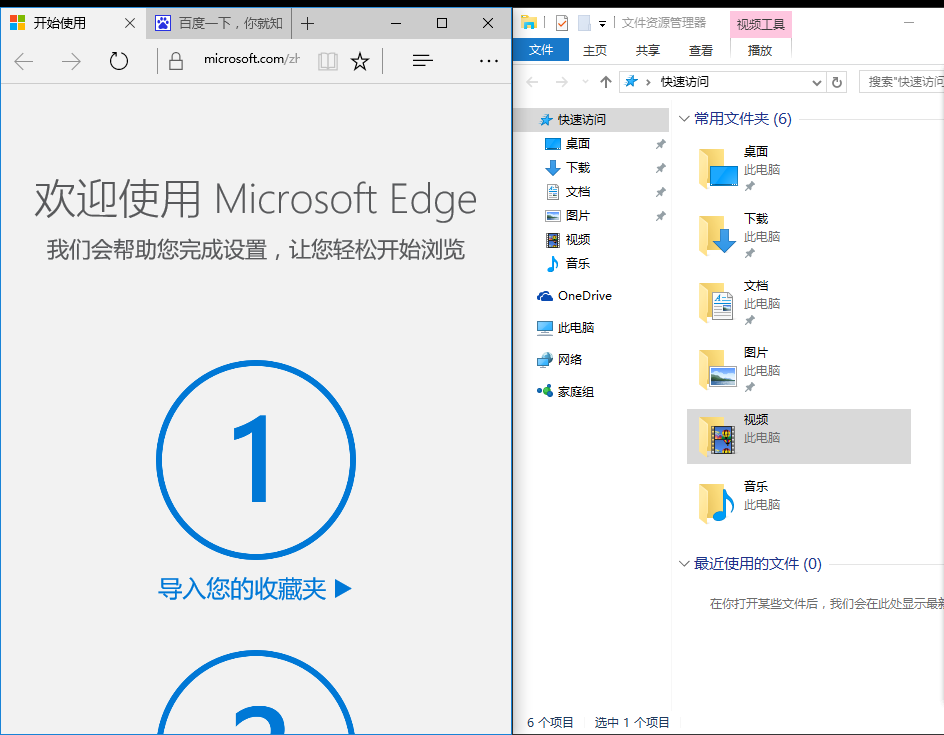 开始使用
百度一下，你就知
microsoft.com/zh
欢迎使用 Microsoft Edge
我们会帮助您完成设置，让您轻松开始浏览
1
导入您的收藏夹
2
文件资源管理器
视频工具
文件
主页
共享
查看
播放
快速访问
搜索"快速访问
快速访问
桌面
下载
文档
图片
视频
音乐
OneDrive
此电脑
网络
家庭组
常用文件夹 (6)
桌面
此电脑
下载
此电脑
文档
此电脑
图片
此电脑
视频
此电脑
音乐
此电脑
最近使用的文件 (0)
在你打开某些文件后，我们会在此处显示最新
6 个项目
选中 1 个项目